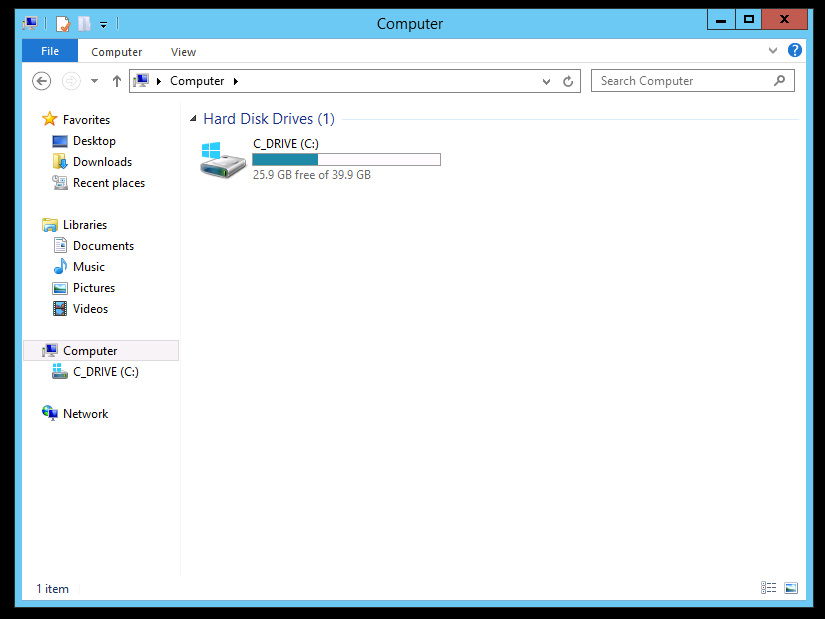 Computer
X
File Computer View
?
Computer Search Computer
Favorites
Desktop
Downloads
Recent places
Libraries
Documents
Music
Pictures
Videos
Computer
C_DRIVE (C:)
Network
Hard Disk Drives (1)
C_DRIVE (C:)
25.9 GB free of 39.9 GB
1 item